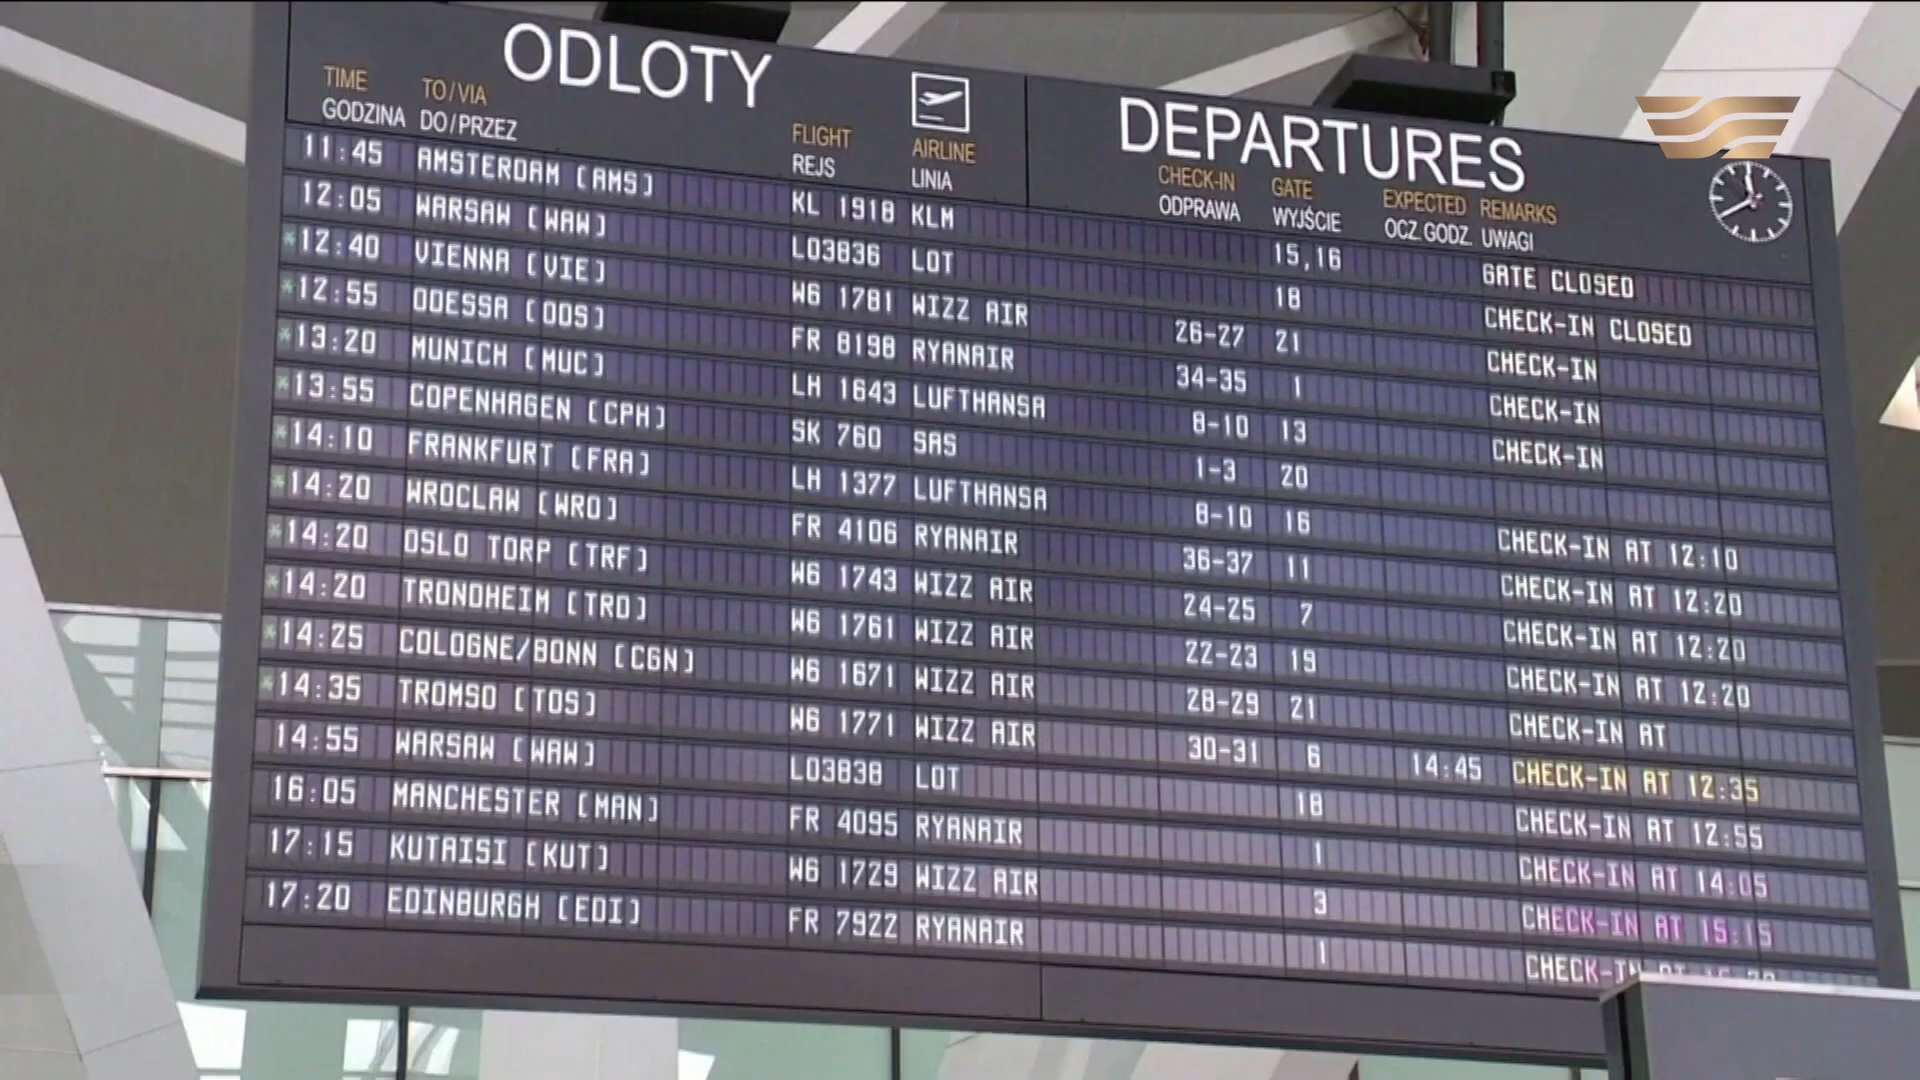 ODLOTY DEPARTURES
TIME TO/VIA FLIGHT AIRLINE CHECK-IN GATE EXPECTED REMARKS
GODZINA DO/PRZEZ REJS LINIA ODPRAWA WYJŚCIE OCZ.GODZ. UWAGI
11:45 AMSTERDAM [AMS] KL 1918 KLM 15,16 GATE CLOSED
12:05 WARSAW [WAW] LO3836 LOT 18 CHECK-IN CLOSED
12:40 VIENNA [VIE] W6 1781 WIZZ AIR 26-27 21 CHECK-IN
12:55 ODESSA [ODS] FR 8198 RYANAIR 34-35 1 CHECK-IN
13:20 MUNICH [MUC] LH 1643 LUFTHANSA 8-10 13 CHECK-IN
13:55 COPENHAGEN [CPH] SK 760 SAS 1-3 20
14:10 FRANKFURT [FRA] LH 1377 LUFTHANSA 8-10 16 CHECK-IN AT 12:10
14:20 WROCLAW [WRO] FR 4106 RYANAIR 36-37 11 CHECK-IN AT 12:20
14:20 OSLO TORP [TRF] W6 1743 WIZZ AIR 24-25 7 CHECK-IN AT 12:20
14:20 TRONDHEIM [TRD] W6 1761 WIZZ AIR 22-23 19 CHECK-IN AT 12:20
14:25 COLOGNE/BONN [CGN] W6 1671 WIZZ AIR 28-29 21 CHECK-IN AT
14:35 TROMSO [TOS] W6 1771 WIZZ AIR 30-31 6 14:45 CHECK-IN AT 12:35
14:55 WARSAW [WAW] LO3838 LOT 18 CHECK-IN AT 12:55
16:05 MANCHESTER [MAN] FR 4095 RYANAIR 1 CHECK-IN AT 14:05
17:15 KUTAISI [KUT] W6 1729 WIZZ AIR 3 CHECK-IN AT 15:15
17:20 EDINBURGH [EDI] FR 7922 RYANAIR 1 CHECK-IN